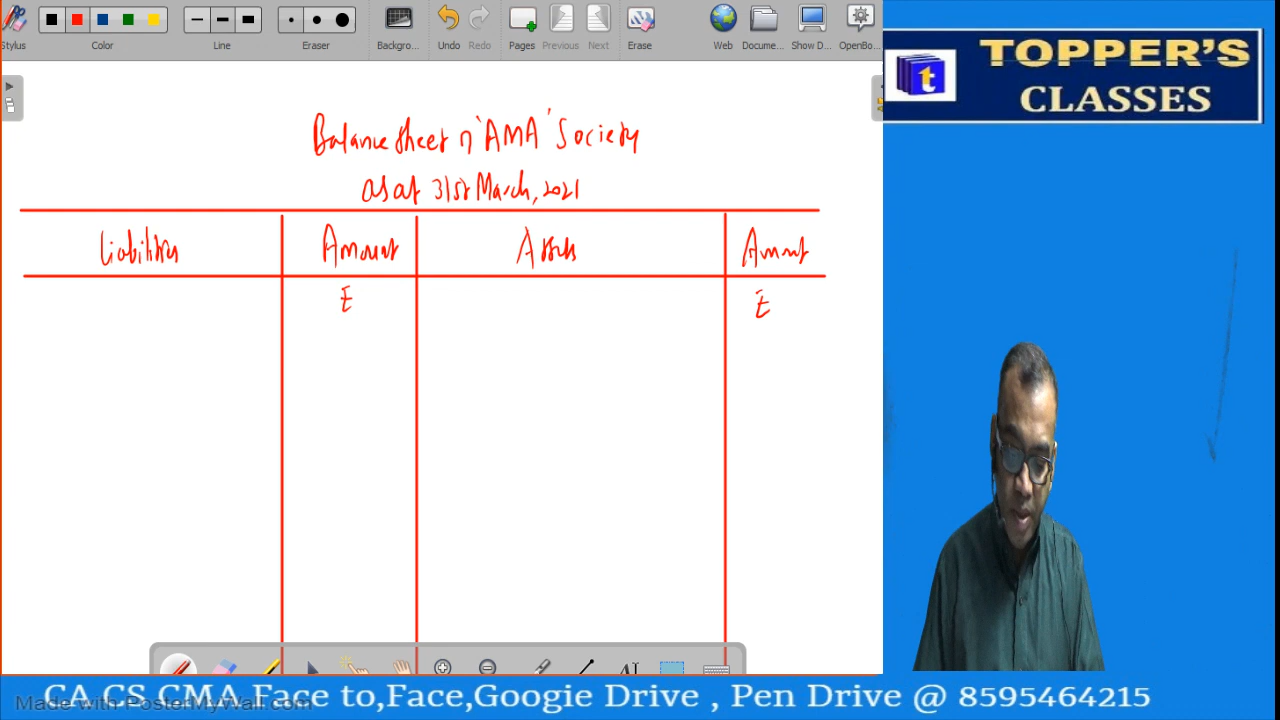 Stylus
Color
Line
Eraser
Backgro...
Undo
Redo
Pages
Previous
Next
Erase
Web
Docume...
Show D...
OpenBo...
TOPPER'S
CLASSES
t
Balance sheet of 'AMA' Society
as at 31st March, 2021
Liabilities
Amount
Assets
Amount
₹
₹
CA,CS,CMA Face to,Face,Googie Drive , Pen Drive @ 8595464215
Made with PosterMyWall.com